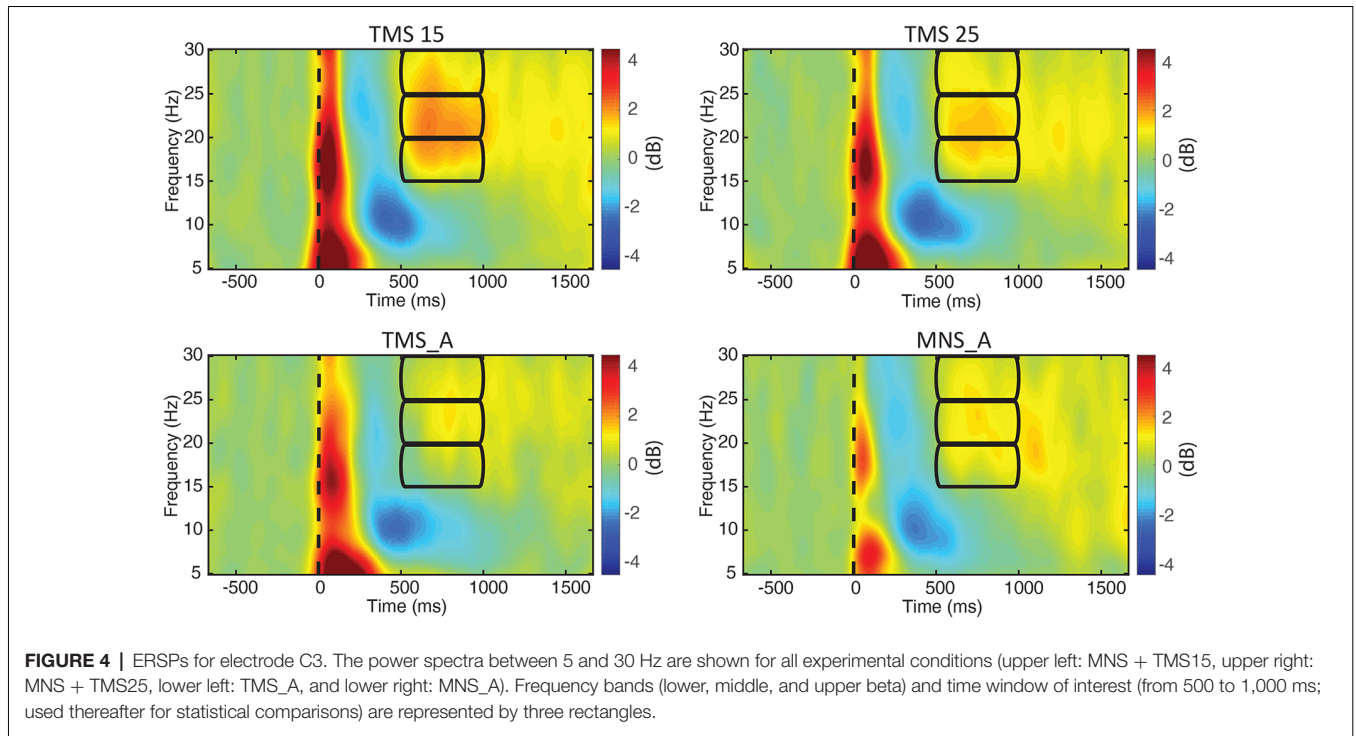 TMS 15
30
25
20
15
10
5
Frequency (Hz)
-500 0 500 1000 1500
Time (ms)
4
2
0
-2
-4
(dB)
TMS 25
30
25
20
15
10
5
Frequency (Hz)
-500 0 500 1000 1500
Time (ms)
4
2
0
-2
-4
(dB)
TMS_A
30
25
20
15
10
5
Frequency (Hz)
-500 0 500 1000 1500
Time (ms)
4
2
0
-2
-4
(dB)
MNS_A
30
25
20
15
10
5
Frequency (Hz)
-500 0 500 1000 1500
Time (ms)
4
2
0
-2
-4
(dB)
FIGURE 4 | ERSPs for electrode C3. The power spectra between 5 and 30 Hz are shown for all experimental conditions (upper left: MNS + TMS15, upper right:
MNS + TMS25, lower left: TMS_A, and lower right: MNS_A). Frequency bands (lower, middle, and upper beta) and time window of interest (from 500 to 1,000 ms;
used thereafter for statistical comparisons) are represented by three rectangles.